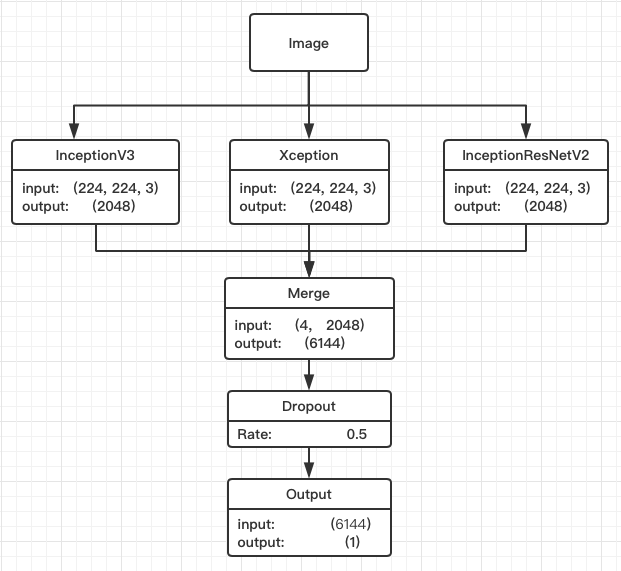 Image
InceptionV3
input: (224, 224, 3)
output: (2048)
Xception
input: (224, 224, 3)
output: (2048)
InceptionResNetV2
input: (224, 224, 3)
output: (2048)
Merge
input: (4, 2048)
output: (6144)
Dropout
Rate: 0.5
Output
input: (6144)
output: (1)